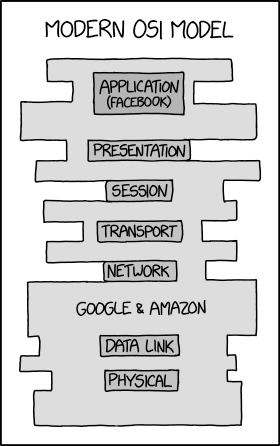 MODERN OSI MODEL
APPLICATION
(FACEBOOK)
PRESENTATION
SESSION
TRANSPORT
NETWORK
GOOGLE & AMAZON
DATA LINK
PHYSICAL